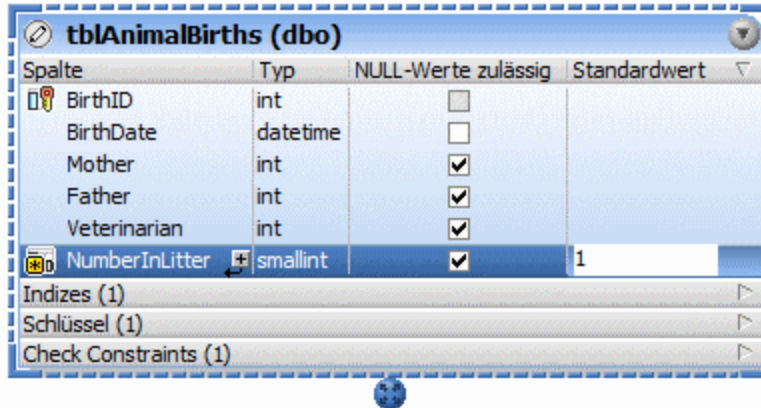 tblAnimalBirths (dbo)
Spalte Typ NULL-Werte zulässig Standardwert
BirthID int
BirthDate datetime
Mother int
Father int
Veterinarian int
NumberInLitter smallint 1
Indizes (1)
Schlüssel (1)
Check Constraints (1)